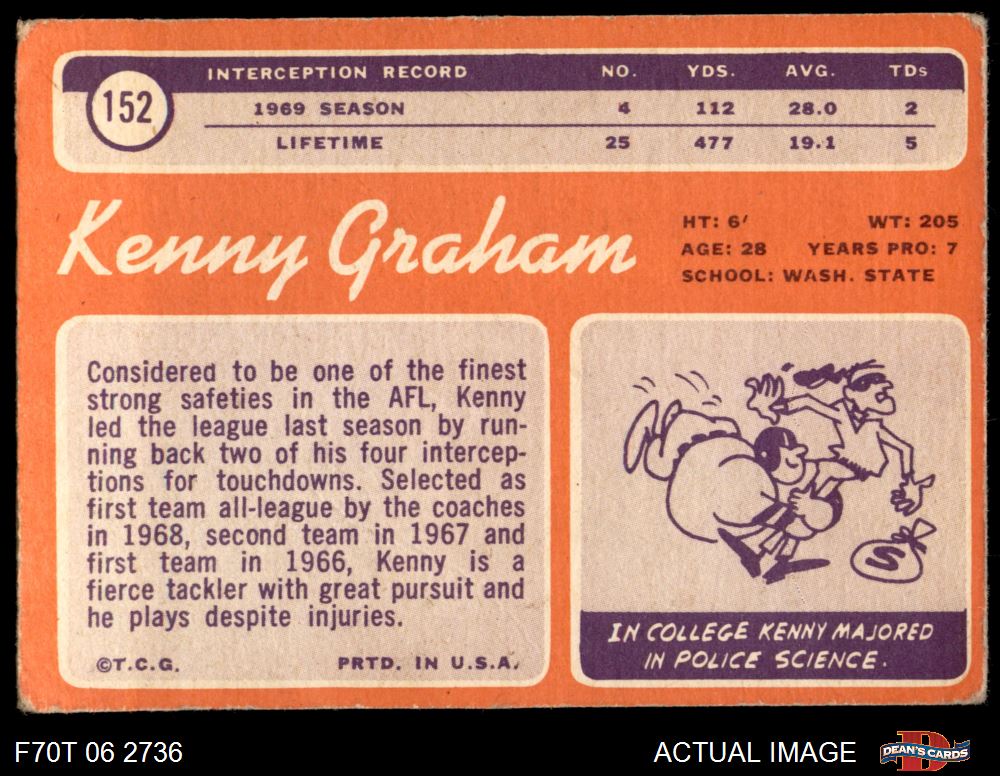 152
INTERCEPTION RECORD NO. YDS. AVG. TDs
1969 SEASON 4 112 28.0 2
LIFETIME 25 477 19.1 5
Kenny Graham
HT: 6′ WT: 205
AGE: 28 YEARS PRO: 7
SCHOOL: WASH. STATE
Considered to be one of the finest
strong safeties in the AFL, Kenny
led the league last season by run-
ning back two of his four intercep-
tions for touchdowns. Selected as
first team all-league by the coaches
in 1968, second team in 1967 and
first team in 1966, Kenny is a
fierce tackler with great pursuit and
he plays despite injuries.
©T.C.G. PRTD. IN U.S.A.
S
IN COLLEGE KENNY MAJORED
IN POLICE SCIENCE.
F70T 06 2736 ACTUAL IMAGE
D
DEAN'S CARDS